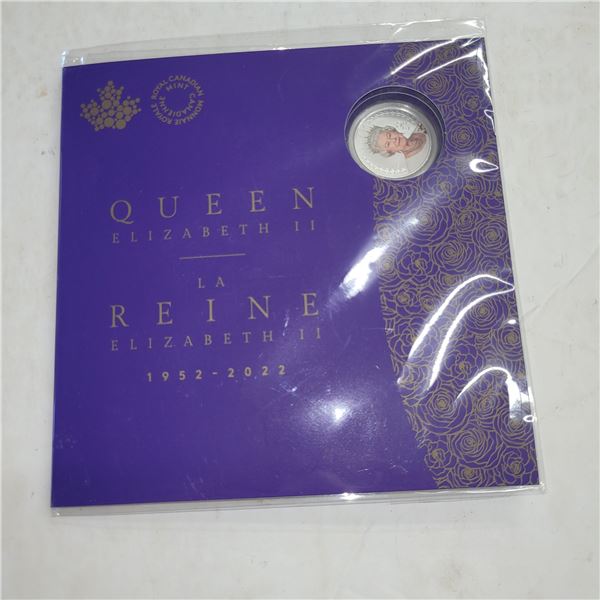 ROYAL CANADIAN MINT
MONNAIE ROYALE CANADIENNE
QUEEN
ELIZABETH II
LA
REINE
ELIZABETH II
1952-2022